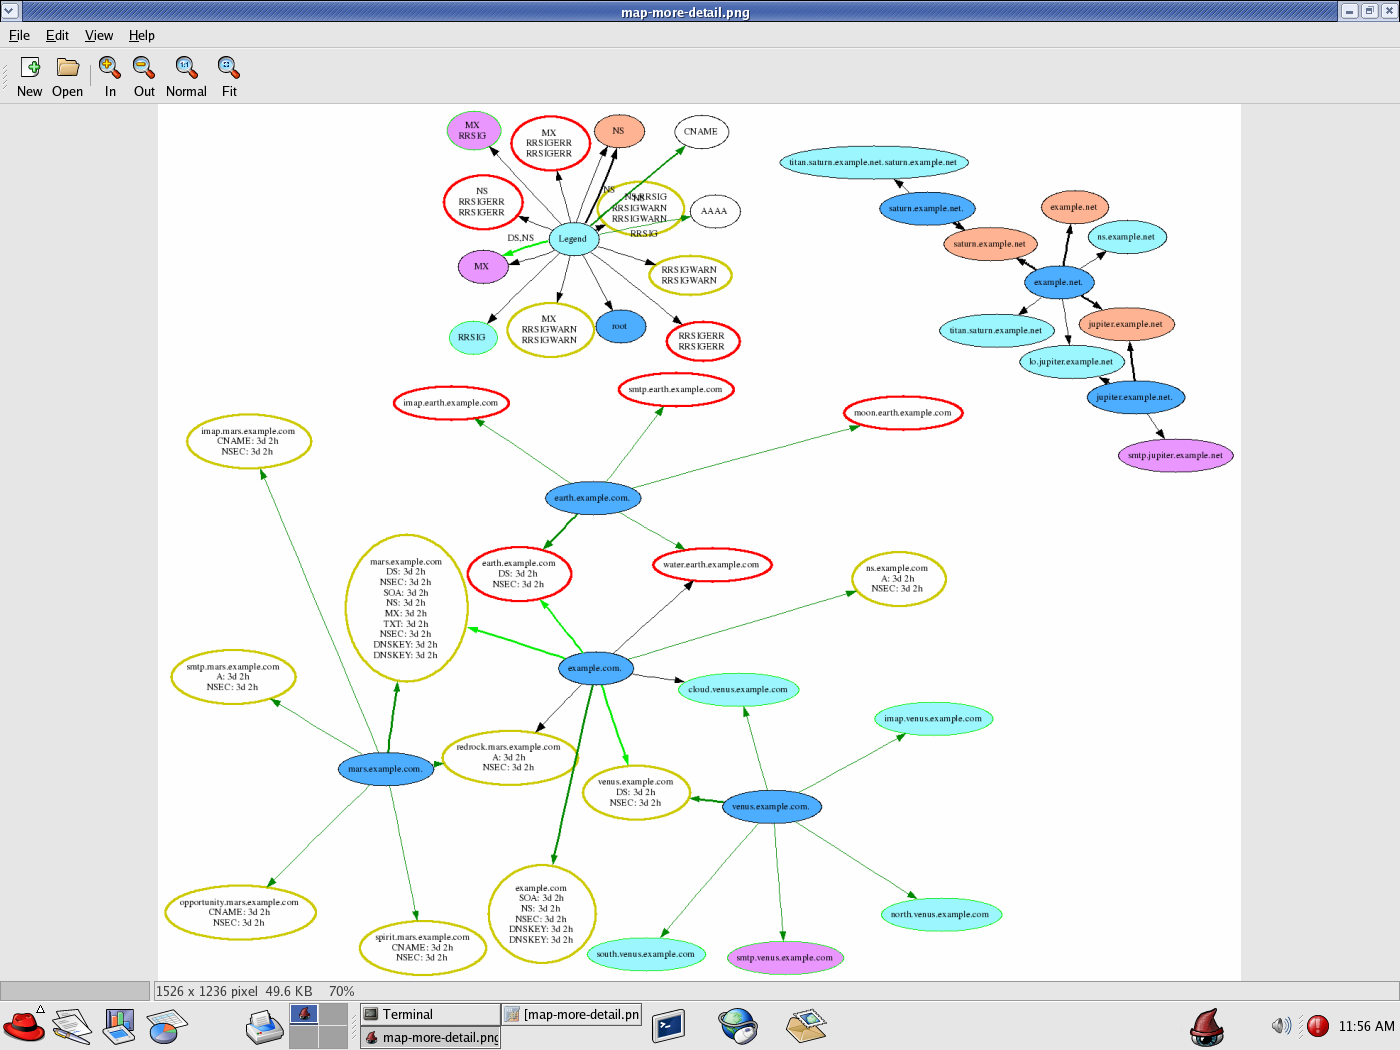 map-more-detail.png
File Edit View Help
New Open In Out Normal Fit
MX
RRSIG
MX
RRSIGERR
RRSIGERR
NS
CNAME
NS
RRSIGERR
RRSIGERR
NS
NS RRSIG
RRSIGWARN
RRSIGWARN
AAAA
RRSIG
DS,NS
Legend
MX
RRSIGWARN
RRSIGWARN
RRSIG
MX
RRSIGWARN
RRSIGWARN
root
RRSIGERR
RRSIGERR
titan.saturn.example.net.saturn.example.net
saturn.example.net.
example.net
saturn.example.net
ns.example.net
example.net.
titan.saturn.example.net
jupiter.example.net
lo.jupiter.example.net
jupiter.example.net.
smtp.jupiter.example.net
imap.earth.example.com
smtp.earth.example.com
moon.earth.example.com
imap.mars.example.com
CNAME: 3d 2h
NSEC: 3d 2h
earth.example.com.
mars.example.com
DS: 3d 2h
NSEC: 3d 2h
SOA: 3d 2h
NS: 3d 2h
MX: 3d 2h
TXT: 3d 2h
NSEC: 3d 2h
DNSKEY: 3d 2h
DNSKEY: 3d 2h
earth.example.com
DS: 3d 2h
NSEC: 3d 2h
water.earth.example.com
ns.example.com
A: 3d 2h
NSEC: 3d 2h
smtp.mars.example.com
A: 3d 2h
NSEC: 3d 2h
example.com.
cloud.venus.example.com
imap.venus.example.com
mars.example.com.
redrock.mars.example.com
A: 3d 2h
NSEC: 3d 2h
venus.example.com
DS: 3d 2h
NSEC: 3d 2h
venus.example.com.
opportunity.mars.example.com
CNAME: 3d 2h
NSEC: 3d 2h
spirit.mars.example.com
CNAME: 3d 2h
NSEC: 3d 2h
example.com
SOA: 3d 2h
NS: 3d 2h
NSEC: 3d 2h
DNSKEY: 3d 2h
DNSKEY: 3d 2h
south.venus.example.com
smtp.venus.example.com
north.venus.example.com
1526 x 1236 pixel 49.6 KB 70%
Terminal
[map-more-detail.pn
map-more-detail.png
11:56 AM